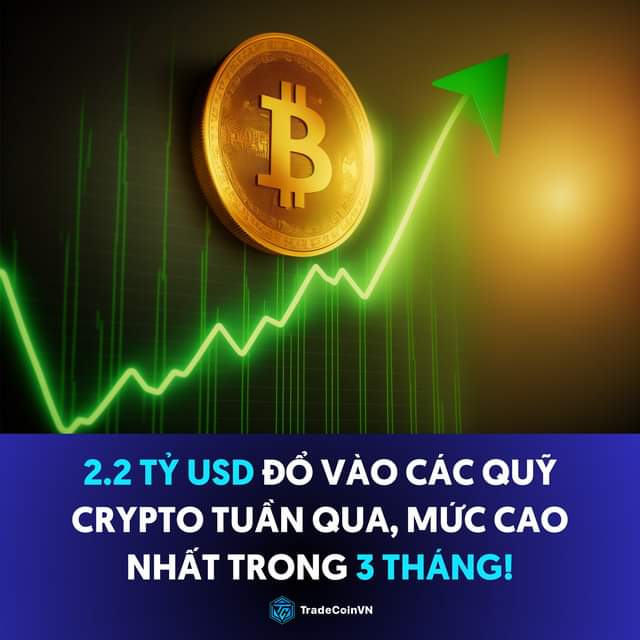 2.2 TỶ USD ĐỔ VÀO CÁC QUỸ
CRYPTO TUẦN QUA, MỨC CAO
NHẤT TRONG 3 THÁNG!
TradeCoinVN